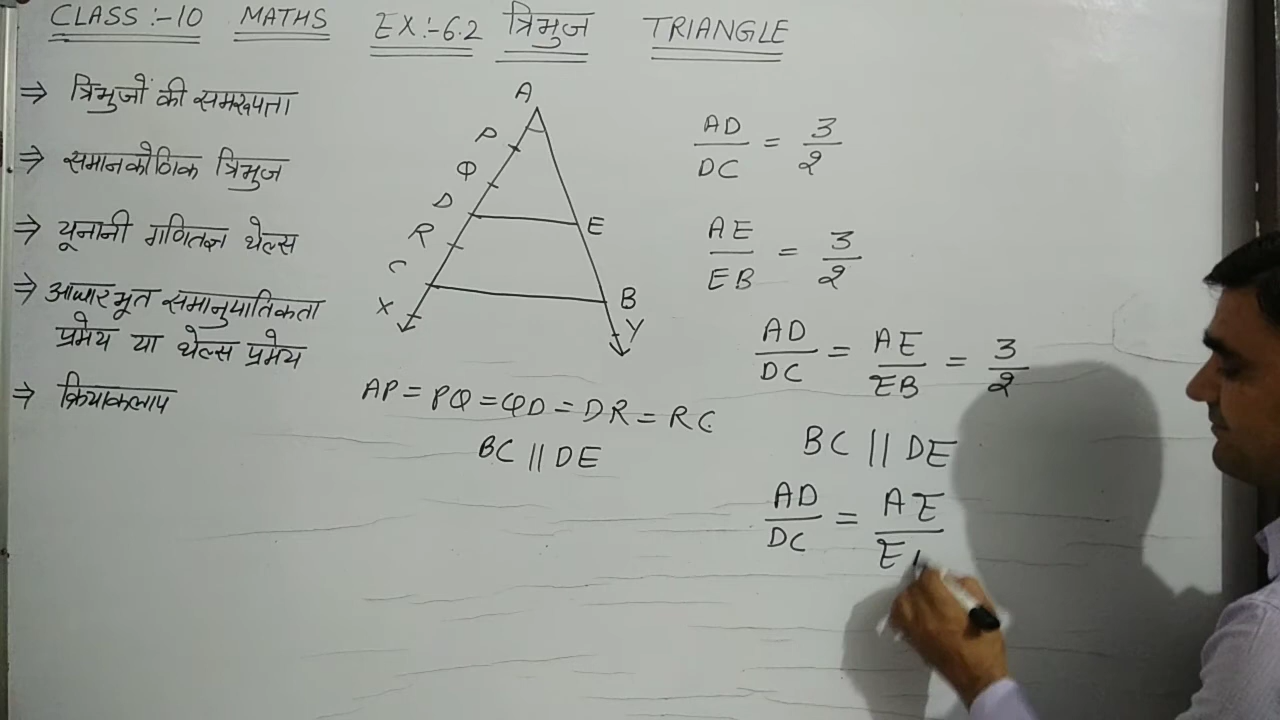 CLASS :- 10 MATHS EX :- 6.2 त्रिभुज TRIANGLE
⇒ त्रिभुजों की समरूपता
⇒ समानकोणिक त्रिभुज
⇒ यूनानी गणितज्ञ थेल्स
⇒ आधारभूत समानुपातिकता
प्रमेय या थेल्स प्रमेय
⇒ क्रियाकलाप
A
P
Q
D
E
R
C
B
X
Y
AP = PQ = QD = DR = RC
BC || DE
AD/DC = 3/2
AE/EB = 3/2
AD/DC = AE/EB = 3/2
BC || DE
AD/DC = AE/E